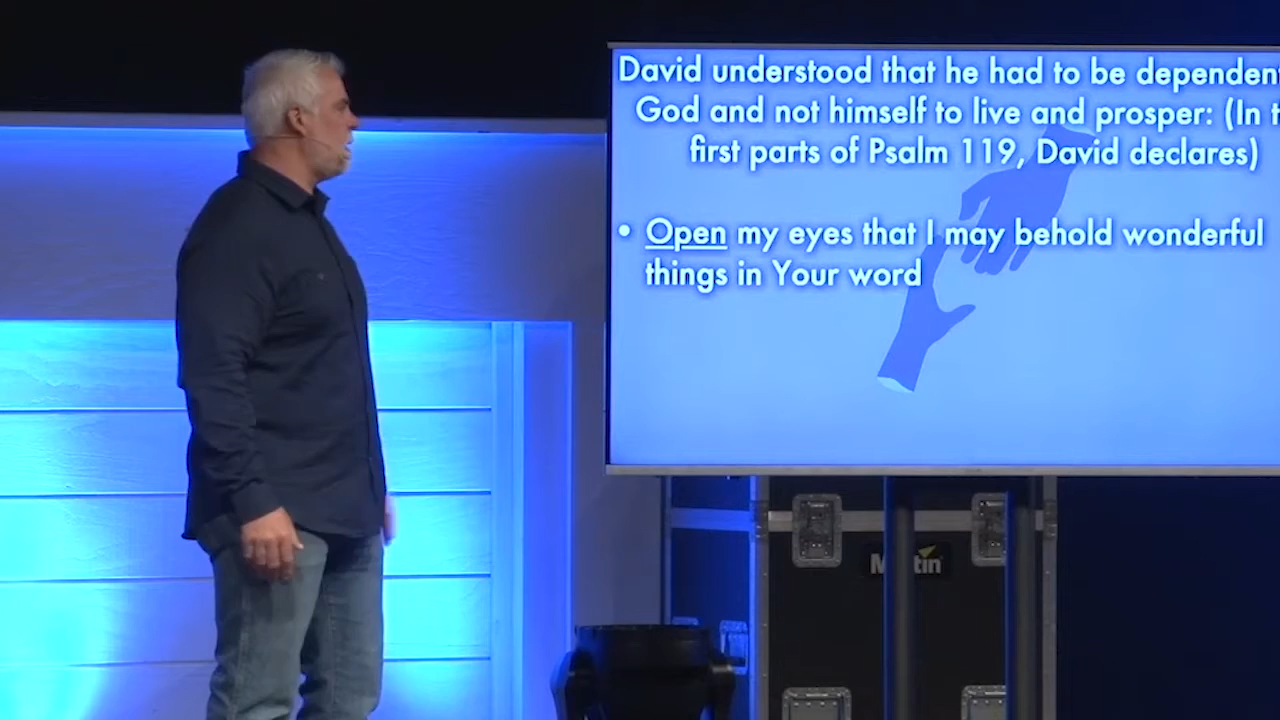 David understood that he had to be dependent
God and not himself to live and prosper: (In t
first parts of Psalm 119, David declares)
• Open my eyes that I may behold wonderful
things in Your word